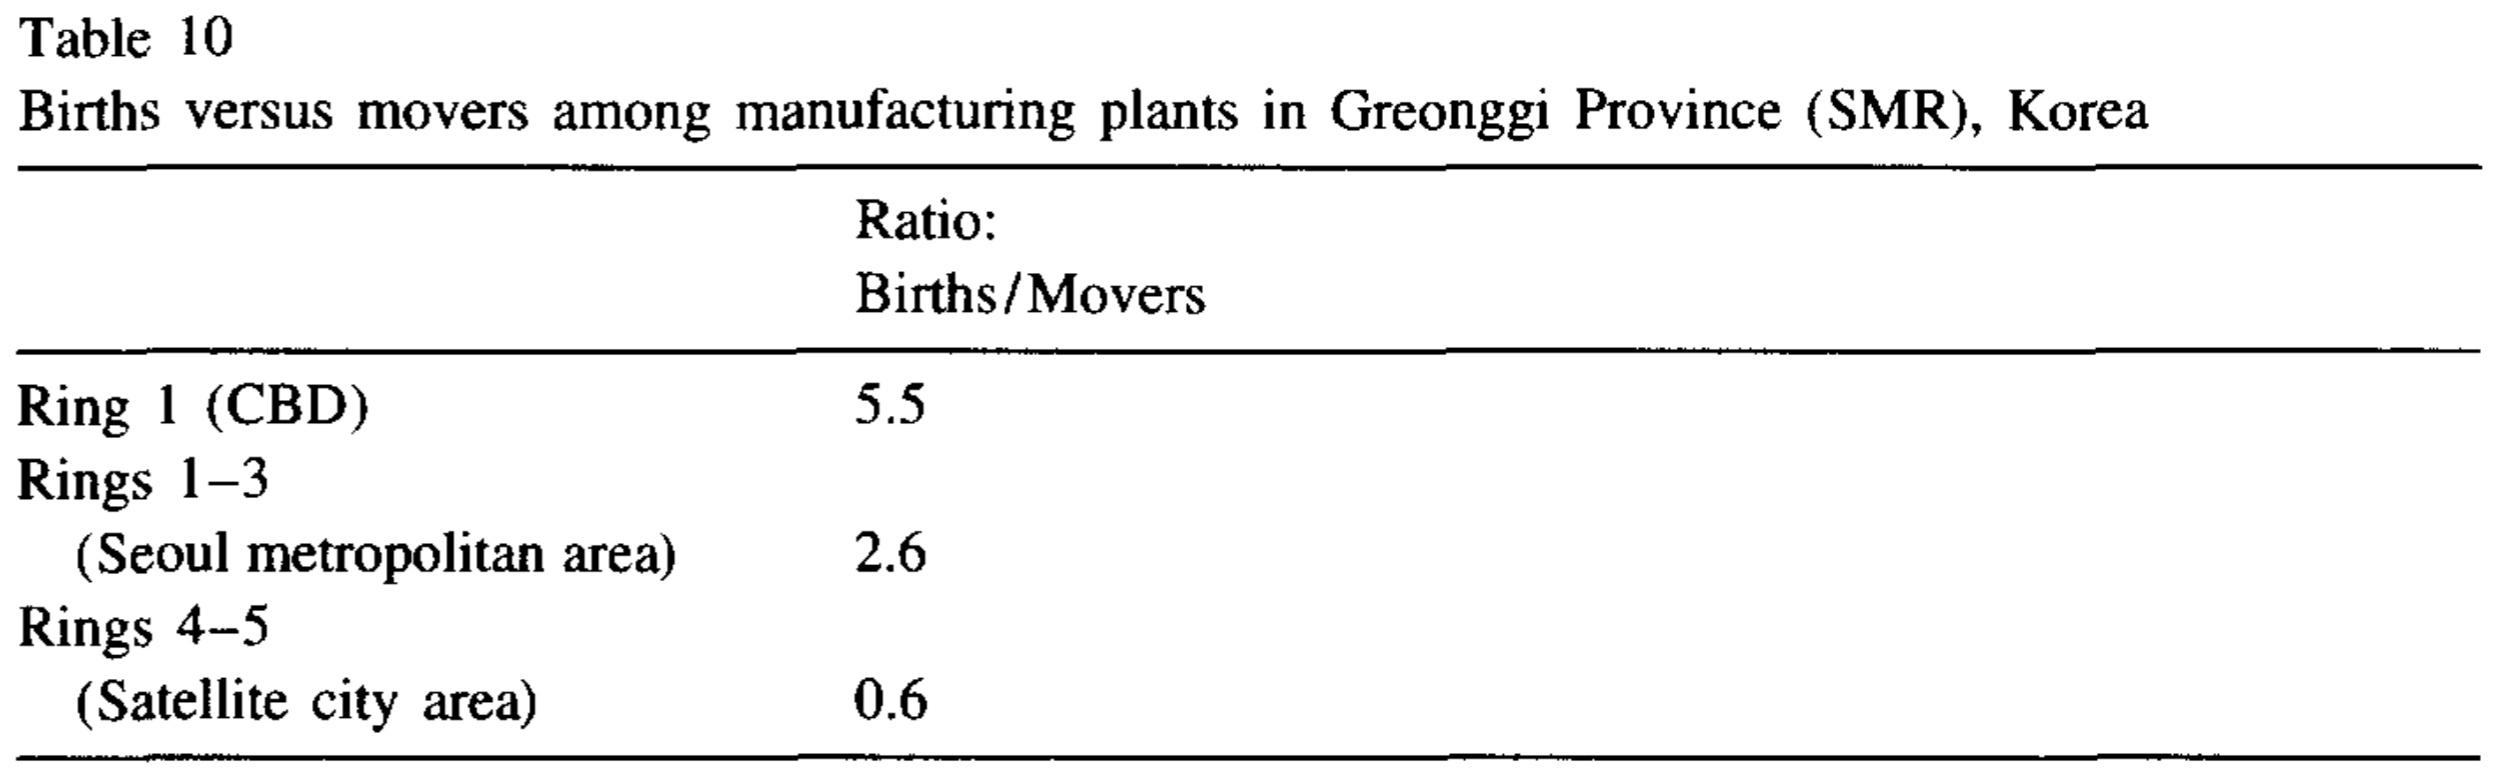 Table 10
Births versus movers among manufacturing plants in Greonggi Province (SMR), Korea
Ratio:
Births/Movers
Ring 1 (CBD) 5.5
Rings 1–3
(Seoul metropolitan area) 2.6
Rings 4–5
(Satellite city area) 0.6